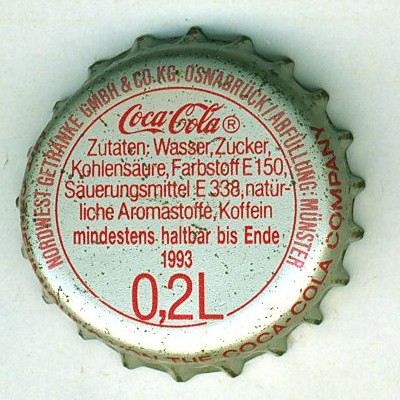 NORDWEST GETRÄNKE GMBH & CO.KG, OSNABRÜCK, ABFÜLLUNG: MÜNSTER
Coca-Cola ®
Zutaten: Wasser, Zucker,
Kohlensäure, Farbstoff E 150,
Säuerungsmittel E 338, natür-
liche Aromastoffe, Koffein
mindestens haltbar bis Ende
1993
0,2L
THE COCA-COLA COMPANY